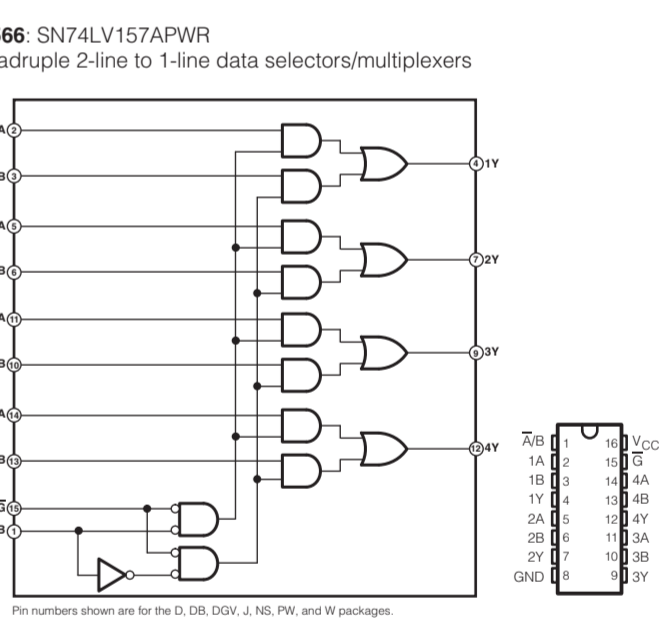 66: SN74LV157APWR
adruple 2-line to 1-line data selectors/multiplexers
A 2
B 3
4 1Y
A 5
B 6
7 2Y
A 11
B 10
9 3Y
A 14
B 13
12 4Y
G̅ 15
B 1
A̅/B 1 16 VCC
1A 2 15 G̅
1B 3 14 4A
1Y 4 13 4B
2A 5 12 4Y
2B 6 11 3A
2Y 7 10 3B
GND 8 9 3Y
Pin numbers shown are for the D, DB, DGV, J, NS, PW, and W packages.